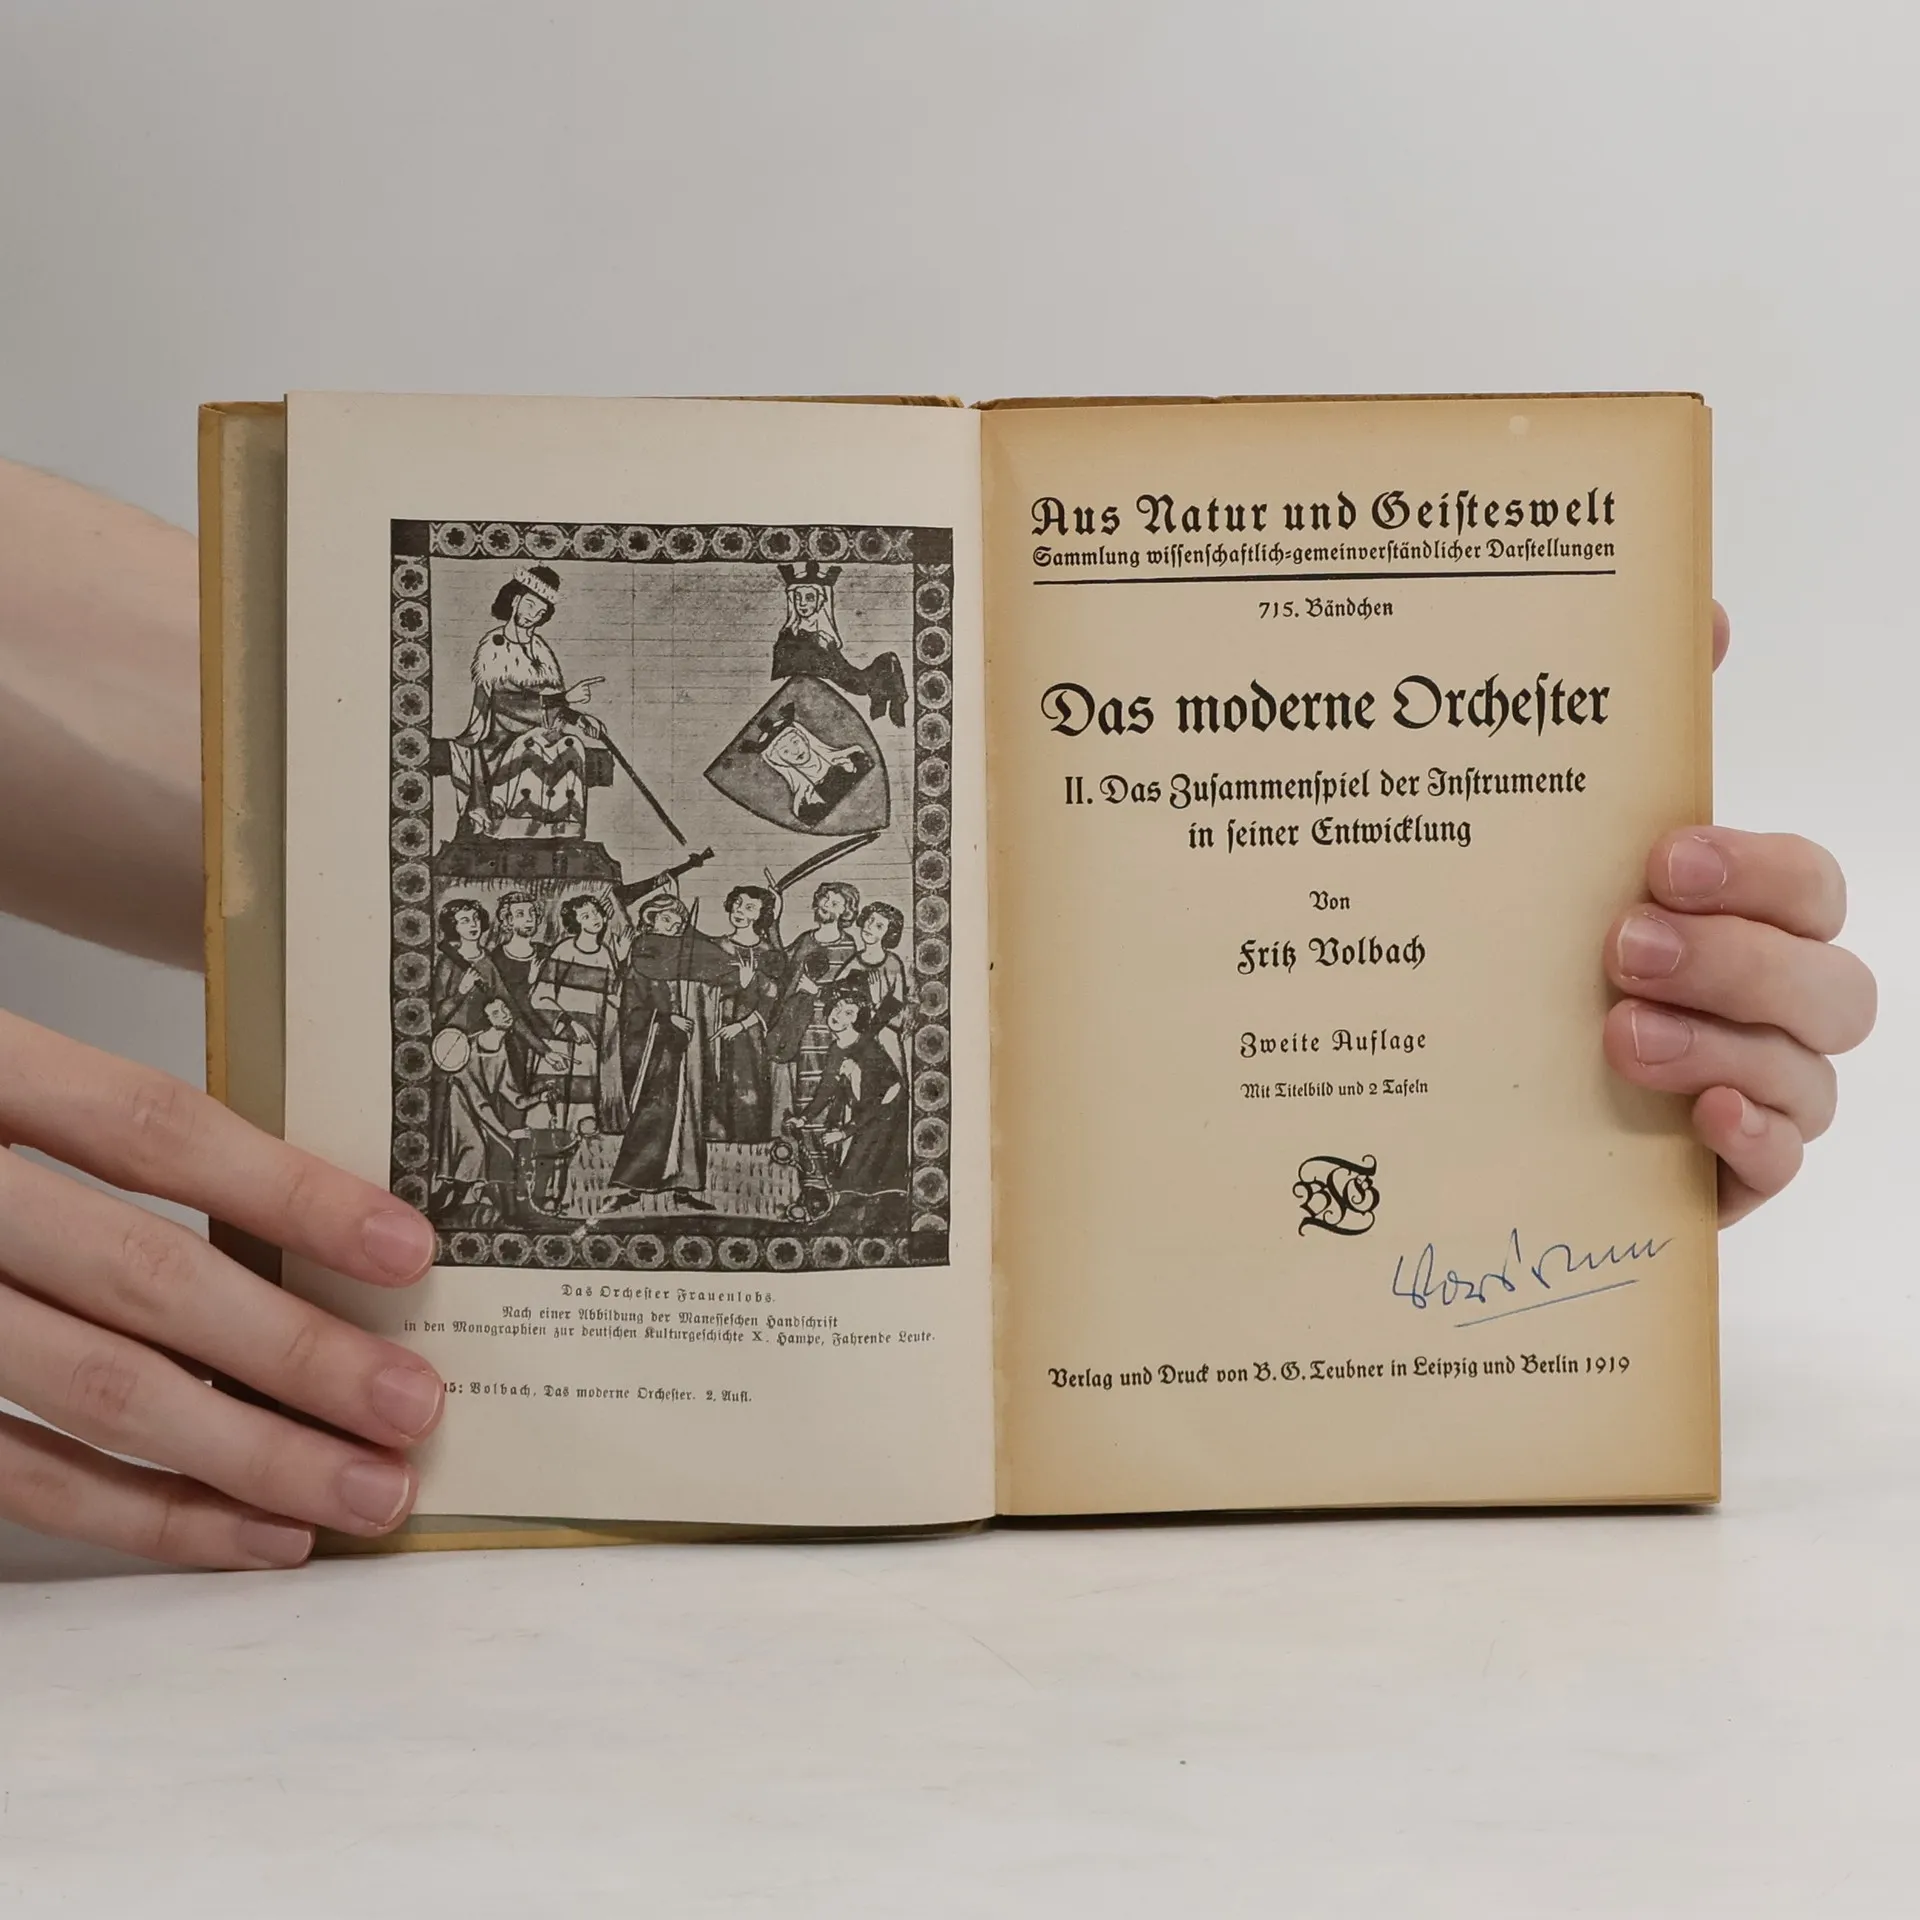 Das Orchester Frauenlobs.
Nach einer Abbildung der Manesseschen Handschrift
in den Monographien zur deutschen Kulturgeschichte X. Hampe, Fahrende Leute.
15: Volbach, Das moderne Orchester. 2. Aufl.
Aus Natur und Geisteswelt
Sammlung wissenschaftlich-gemeinverständlicher Darstellungen
715. Bändchen
Das moderne Orchester
II. Das Zusammenspiel der Instrumente
in seiner Entwicklung
Von
Fritz Volbach
Zweite Auflage
Mit Titelbild und 2 Tafeln
BGT
Verlag und Druck von B. G. Teubner in Leipzig und Berlin 1919